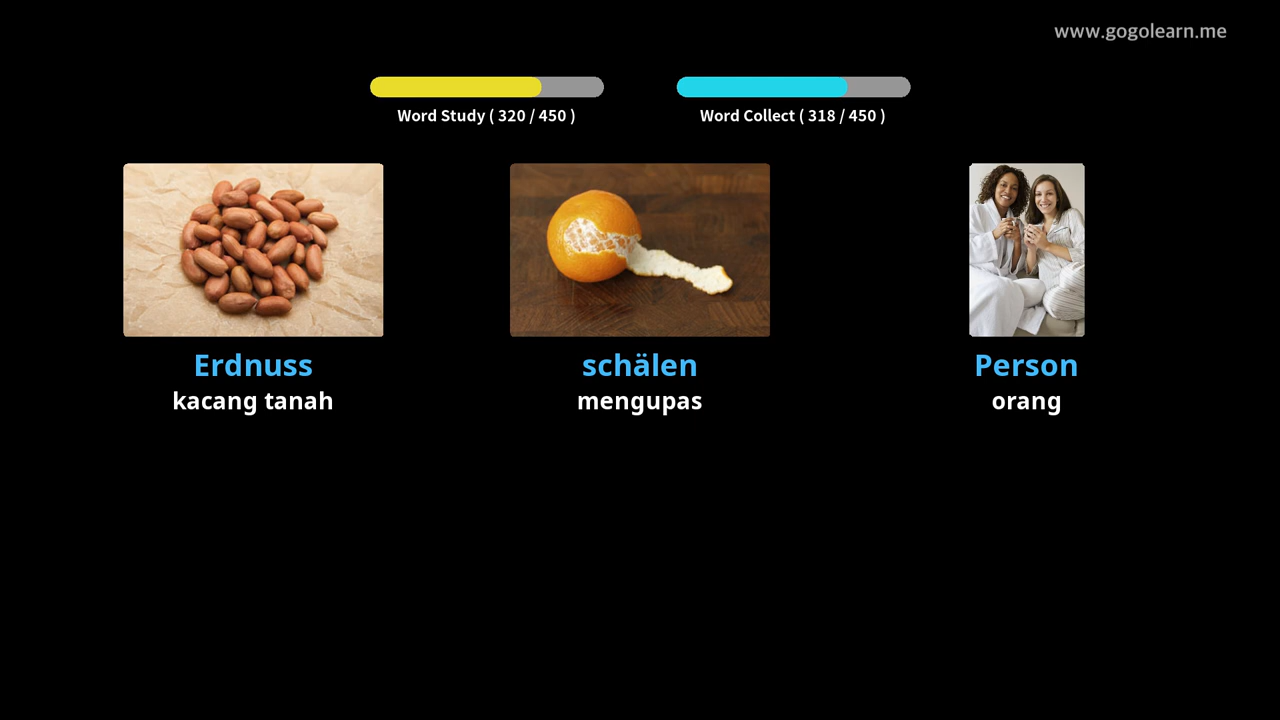 www.gogolearn.me
Word Study ( 320 / 450 )
Word Collect ( 318 / 450 )
Erdnuss
kacang tanah
schälen
mengupas
Person
orang